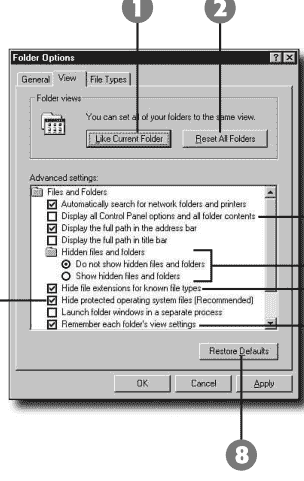 1
2
Folder Options
General View File Types
Folder views
You can set all of your folders to the same view.
Like Current Folder Reset All Folders
Advanced settings:
Files and Folders
Automatically search for network folders and printers
Display all Control Panel options and all folder contents
Display the full path in the address bar
Display the full path in title bar
Hidden files and folders
Do not show hidden files and folders
Show hidden files and folders
Hide file extensions for known file types
Hide protected operating system files (Recommended)
Launch folder windows in a separate process
Remember each folder's view settings
Restore Defaults
OK Cancel Apply
8